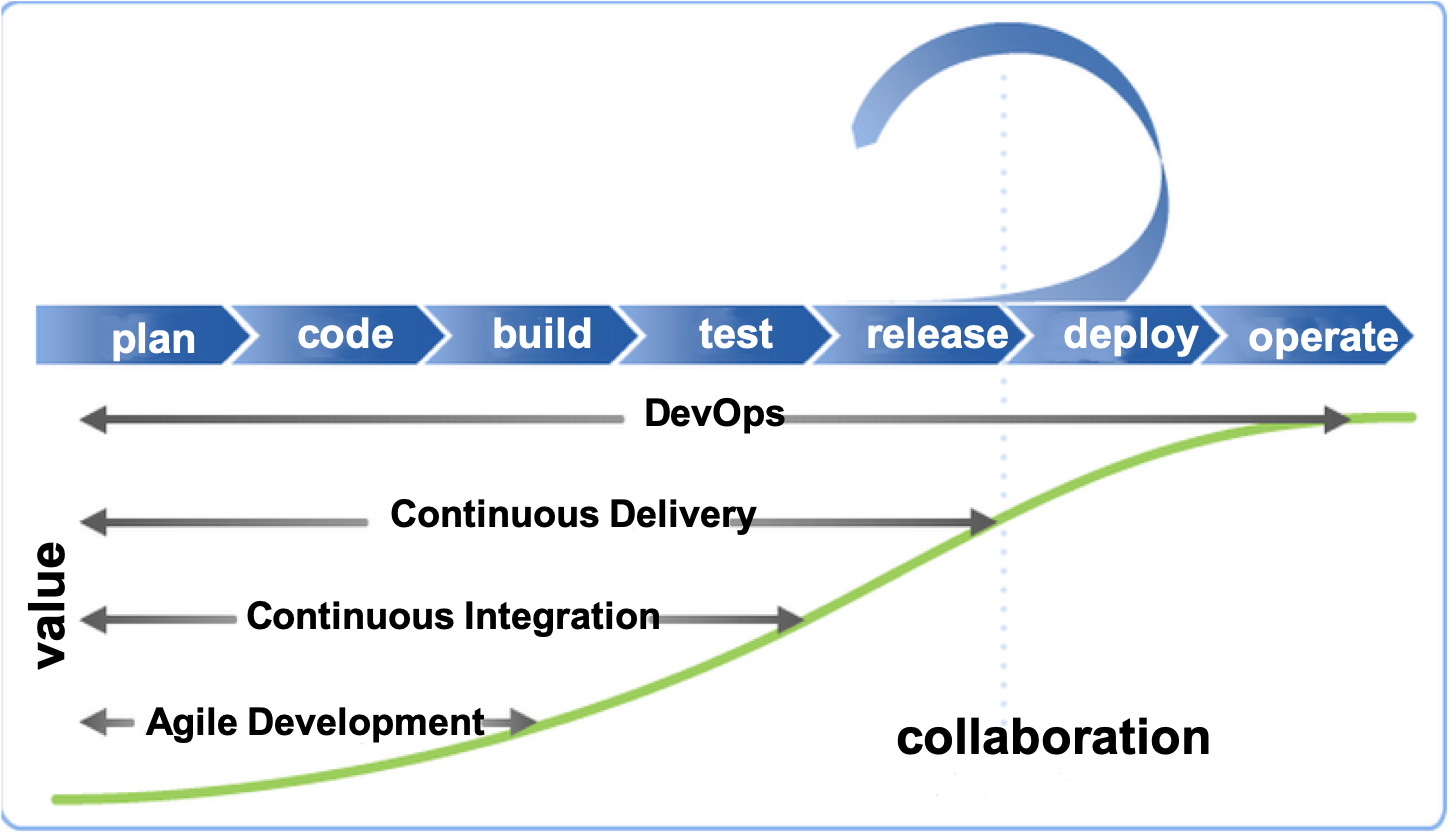 plan code build test release deploy operate
DevOps
Continuous Delivery
value
Continuous Integration
Agile Development
collaboration